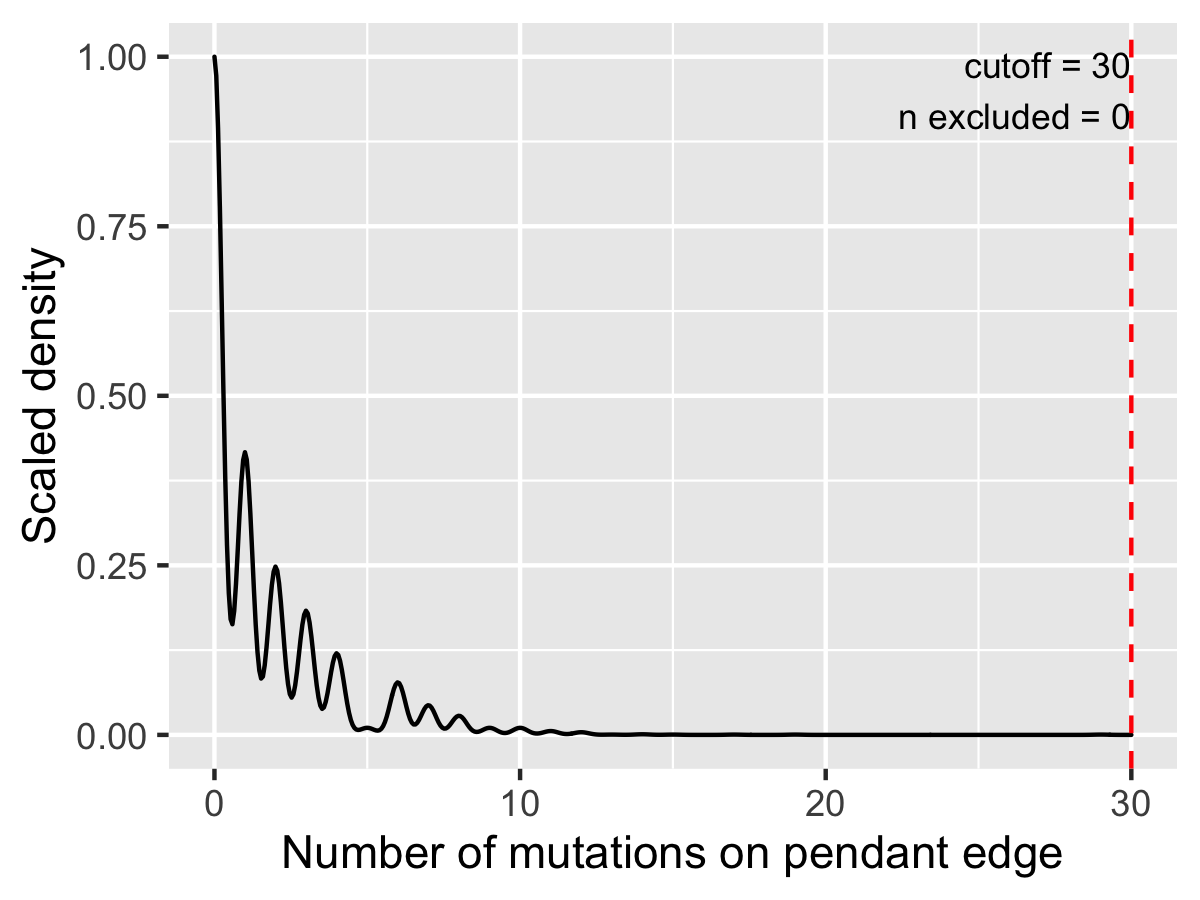 1.00
0.75
0.50
0.25
0.00
Scaled density
cutoff = 30
n excluded = 0
0 10 20 30
Number of mutations on pendant edge